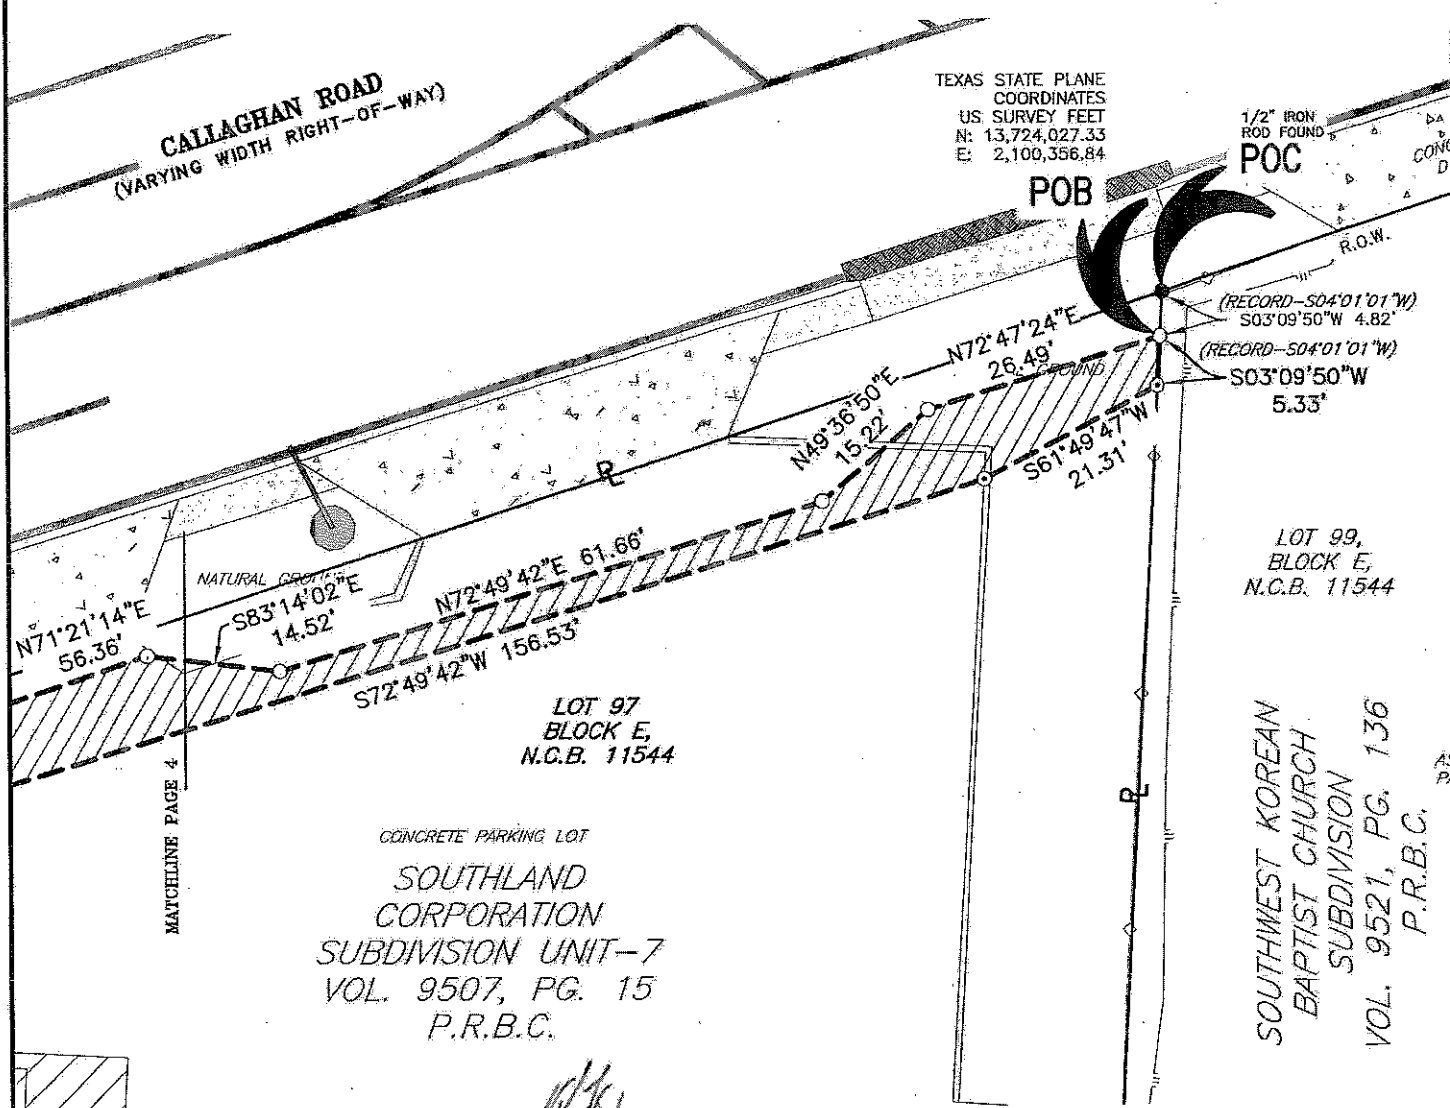 CALLAGHAN ROAD
(VARYING WIDTH RIGHT-OF-WAY)
TEXAS STATE PLANE
COORDINATES
US SURVEY FEET
N: 13,724,027.33
E: 2,100,356.84
POB
1/2" IRON
ROD FOUND
POC
R.O.W.
(RECORD-S04°01'01"W)
S03°09'50"W 4.82'
(RECORD-S04°01'01"W)
S03°09'50"W
5.33'
N72°47'24"E
26.49'
GROUND
N49°36'50"E
15.22'
S61°49'47"W
21.31'
PL
LOT 99,
BLOCK E,
N.C.B. 11544
NATURAL
N71°21'14"E
56.36'
S83°14'02"E
14.52'
N72°49'42"E 61.66'
S72°49'42"W 156.53'
LOT 97
BLOCK E,
N.C.B. 11544
MATCHLINE PAGE 4
CONCRETE PARKING LOT
SOUTHLAND
CORPORATION
SUBDIVISION UNIT-7
VOL. 9507, PG. 15
P.R.B.C.
PL
SOUTHWEST KOREAN
BAPTIST CHURCH
SUBDIVISION
VOL. 9521, PG. 136
P.R.B.C.